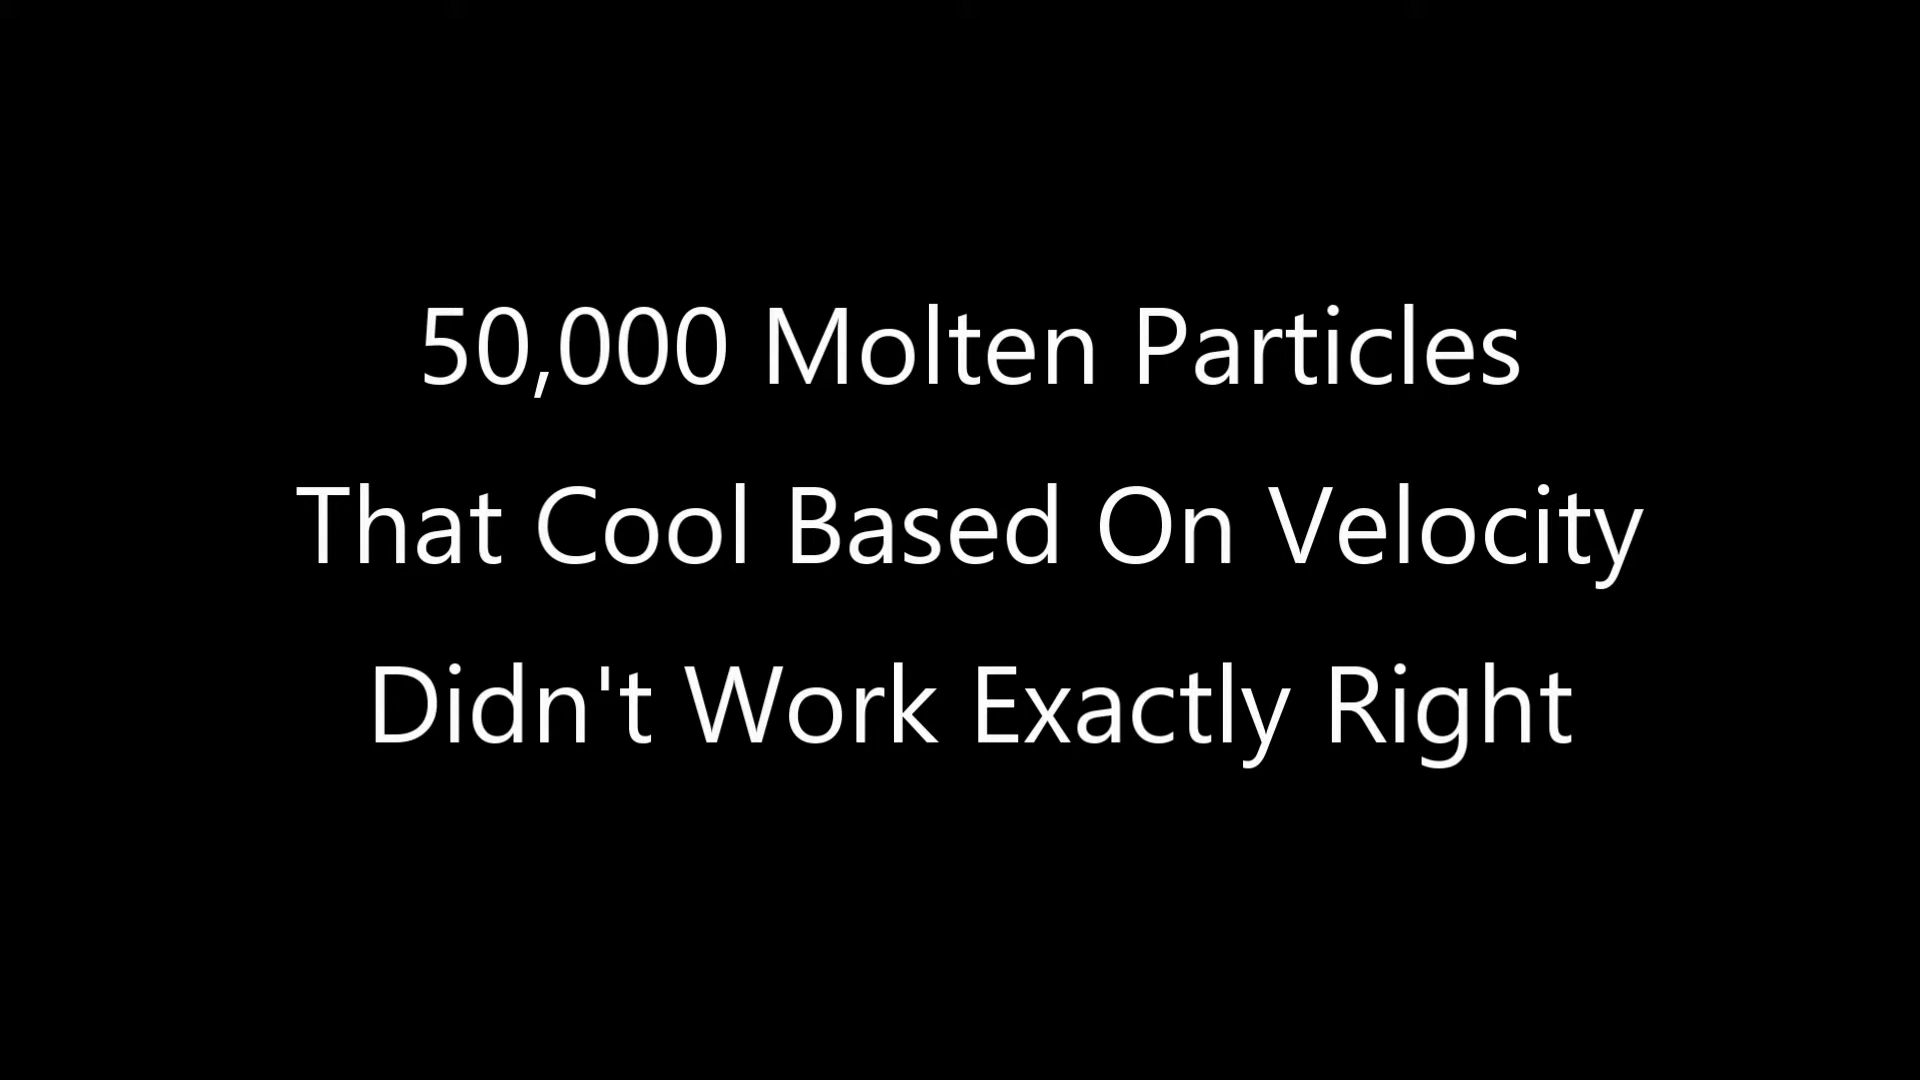 50,000 Molten Particles
That Cool Based On Velocity
Didn't Work Exactly Right